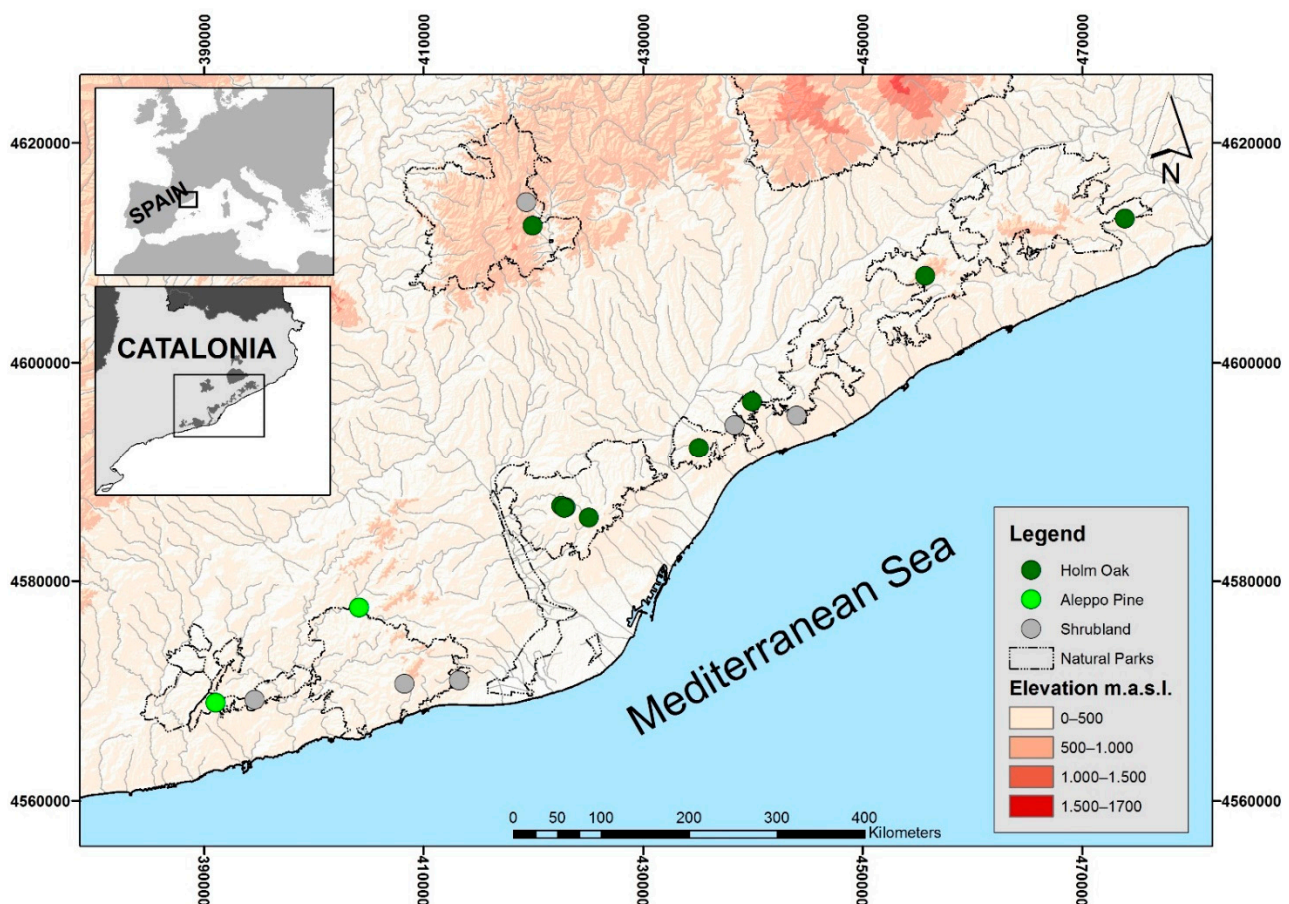 390000 410000 430000 450000 470000
4620000 4620000
4600000 4600000
4580000 4580000
4560000 4560000
SPAIN
CATALONIA
N
Mediterranean Sea
Legend
Holm Oak
Aleppo Pine
Shrubland
Natural Parks
Elevation m.a.s.l.
0–500
500–1.000
1.000–1.500
1.500–1700
0 50 100 200 300 400
Kilometers
390000 410000 430000 450000 470000